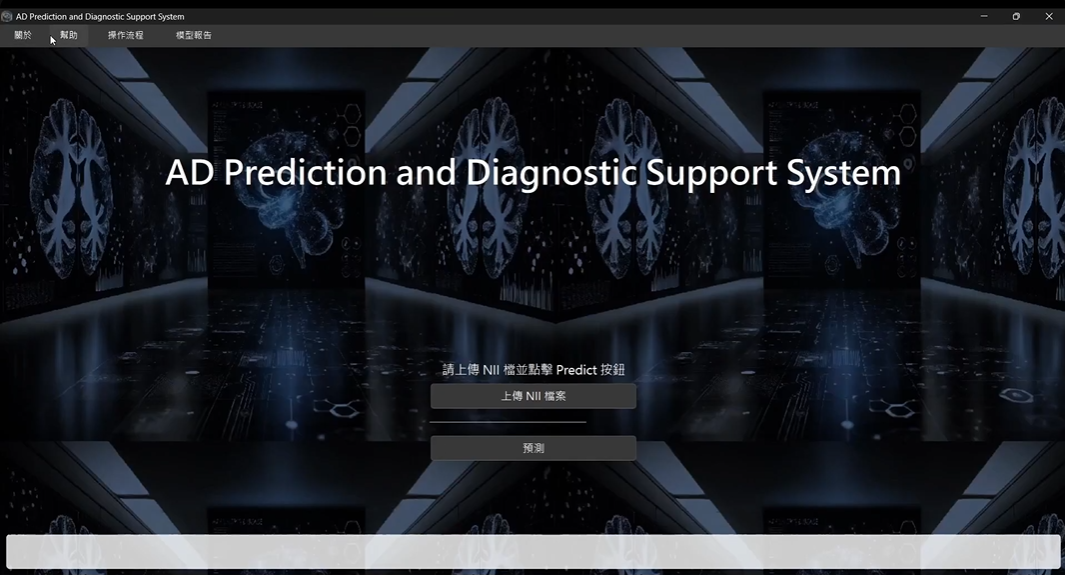 AD Prediction and Diagnostic Support System
關於 幫助 操作流程 模型報告
AD Prediction and Diagnostic Support System
請上傳 NII 檔並點擊 Predict 按鈕
上傳 NII 檔案
預測